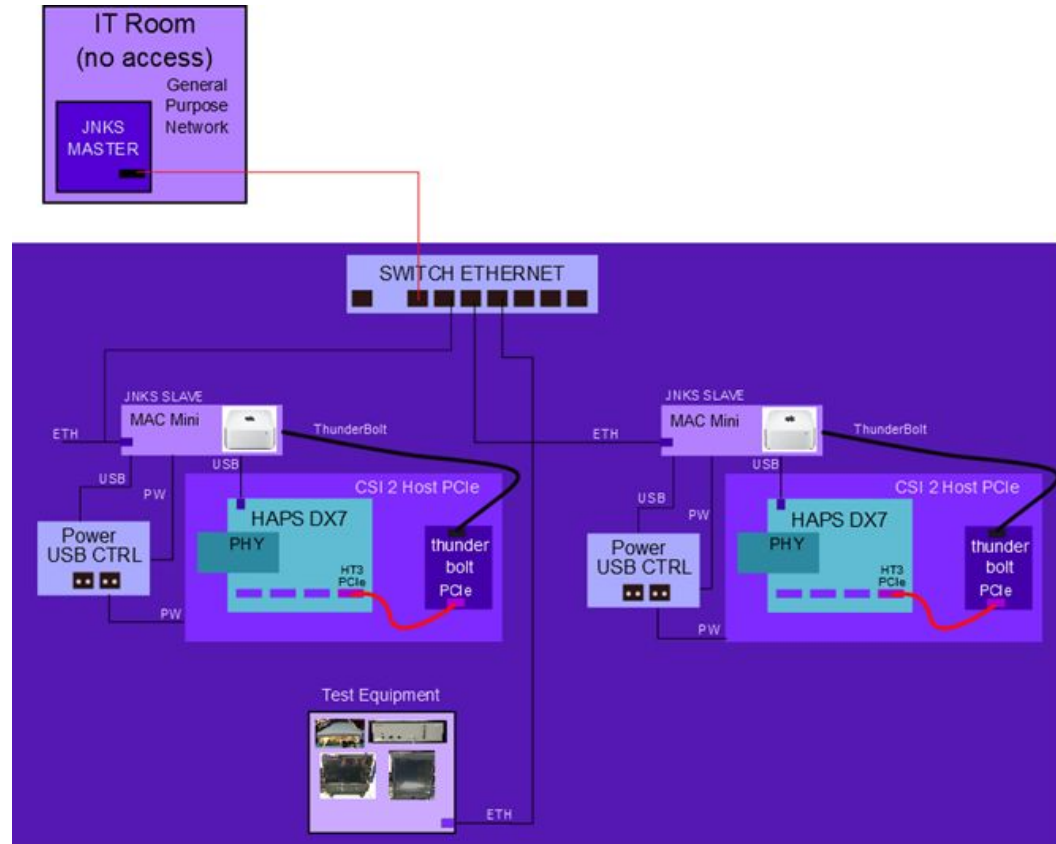 IT Room
(no access)
General
Purpose
Network
JNKS
MASTER
SWITCH ETHERNET
JNKS SLAVE
MAC Mini
ETH
ThunderBolt
USB
USB
PW
CSI 2 Host PCIe
Power
USB CTRL
HAPS DX7
PHY
HT3
PCIe
thunder
bolt
PCIe
PW
JNKS SLAVE
MAC Mini
ETH
ThunderBolt
USB
USB
PW
CSI 2 Host PCIe
Power
USB CTRL
HAPS DX7
PHY
HT3
PCIe
thunder
bolt
PCIe
PW
Test Equipment
ETH